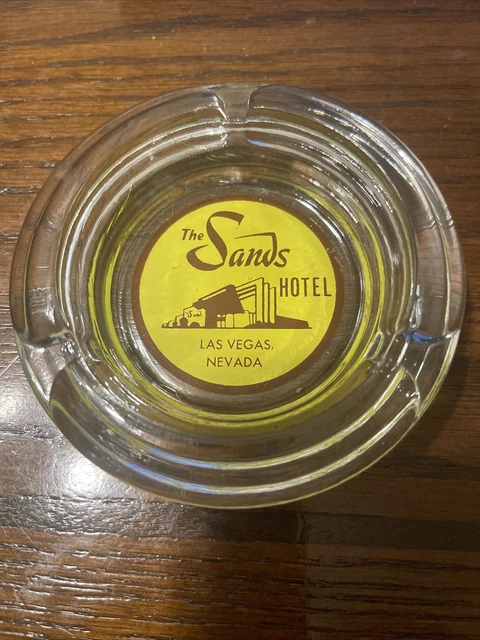 The Sands
HOTEL
LAS VEGAS,
NEVADA